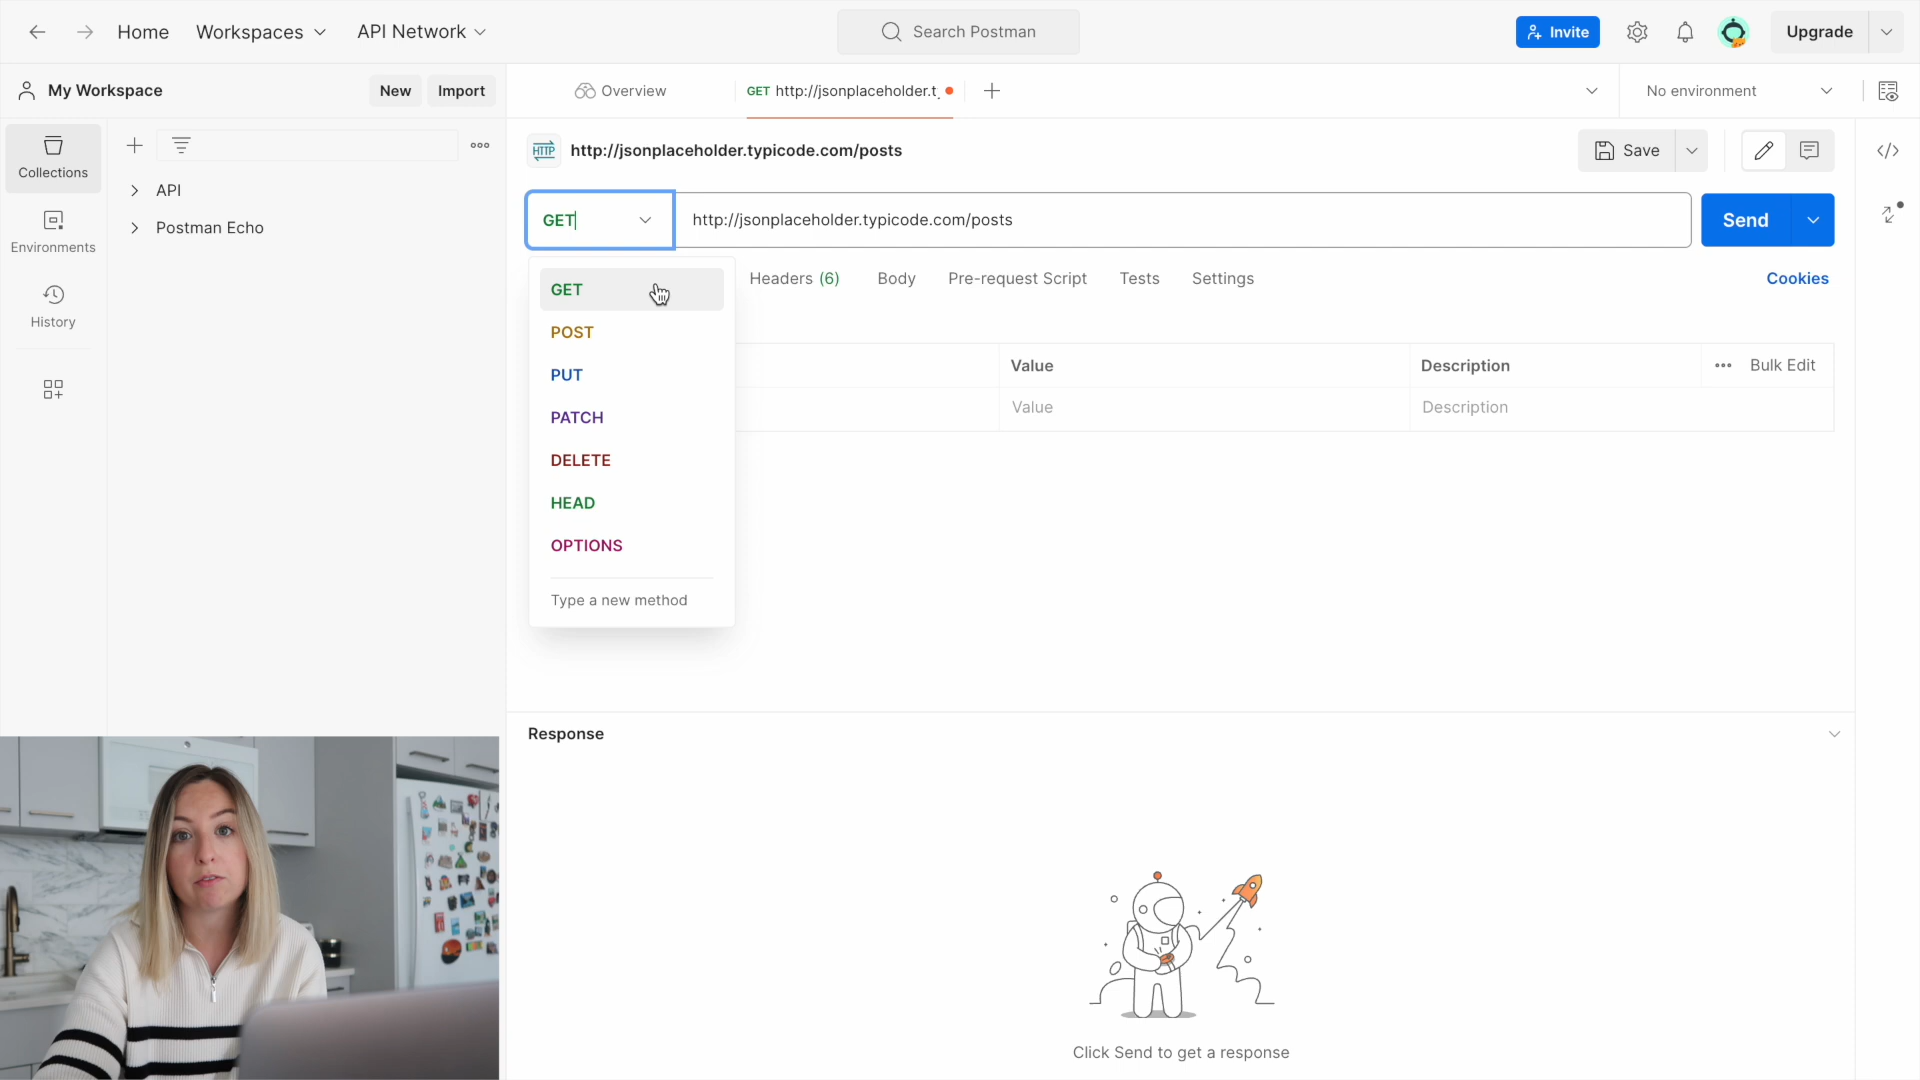 Home
Workspaces
API Network
Search Postman
Invite
Upgrade
My Workspace
New
Import
Overview
GET http://jsonplaceholder.t
No environment
Collections
Environments
History
API
Postman Echo
HTTP
http://jsonplaceholder.typicode.com/posts
Save
GET
http://jsonplaceholder.typicode.com/posts
Send
Headers (6)
Body
Pre-request Script
Tests
Settings
Cookies
GET
POST
PUT
PATCH
DELETE
HEAD
OPTIONS
Type a new method
Value
Description
Bulk Edit
Value
Description
Response
Click Send to get a response